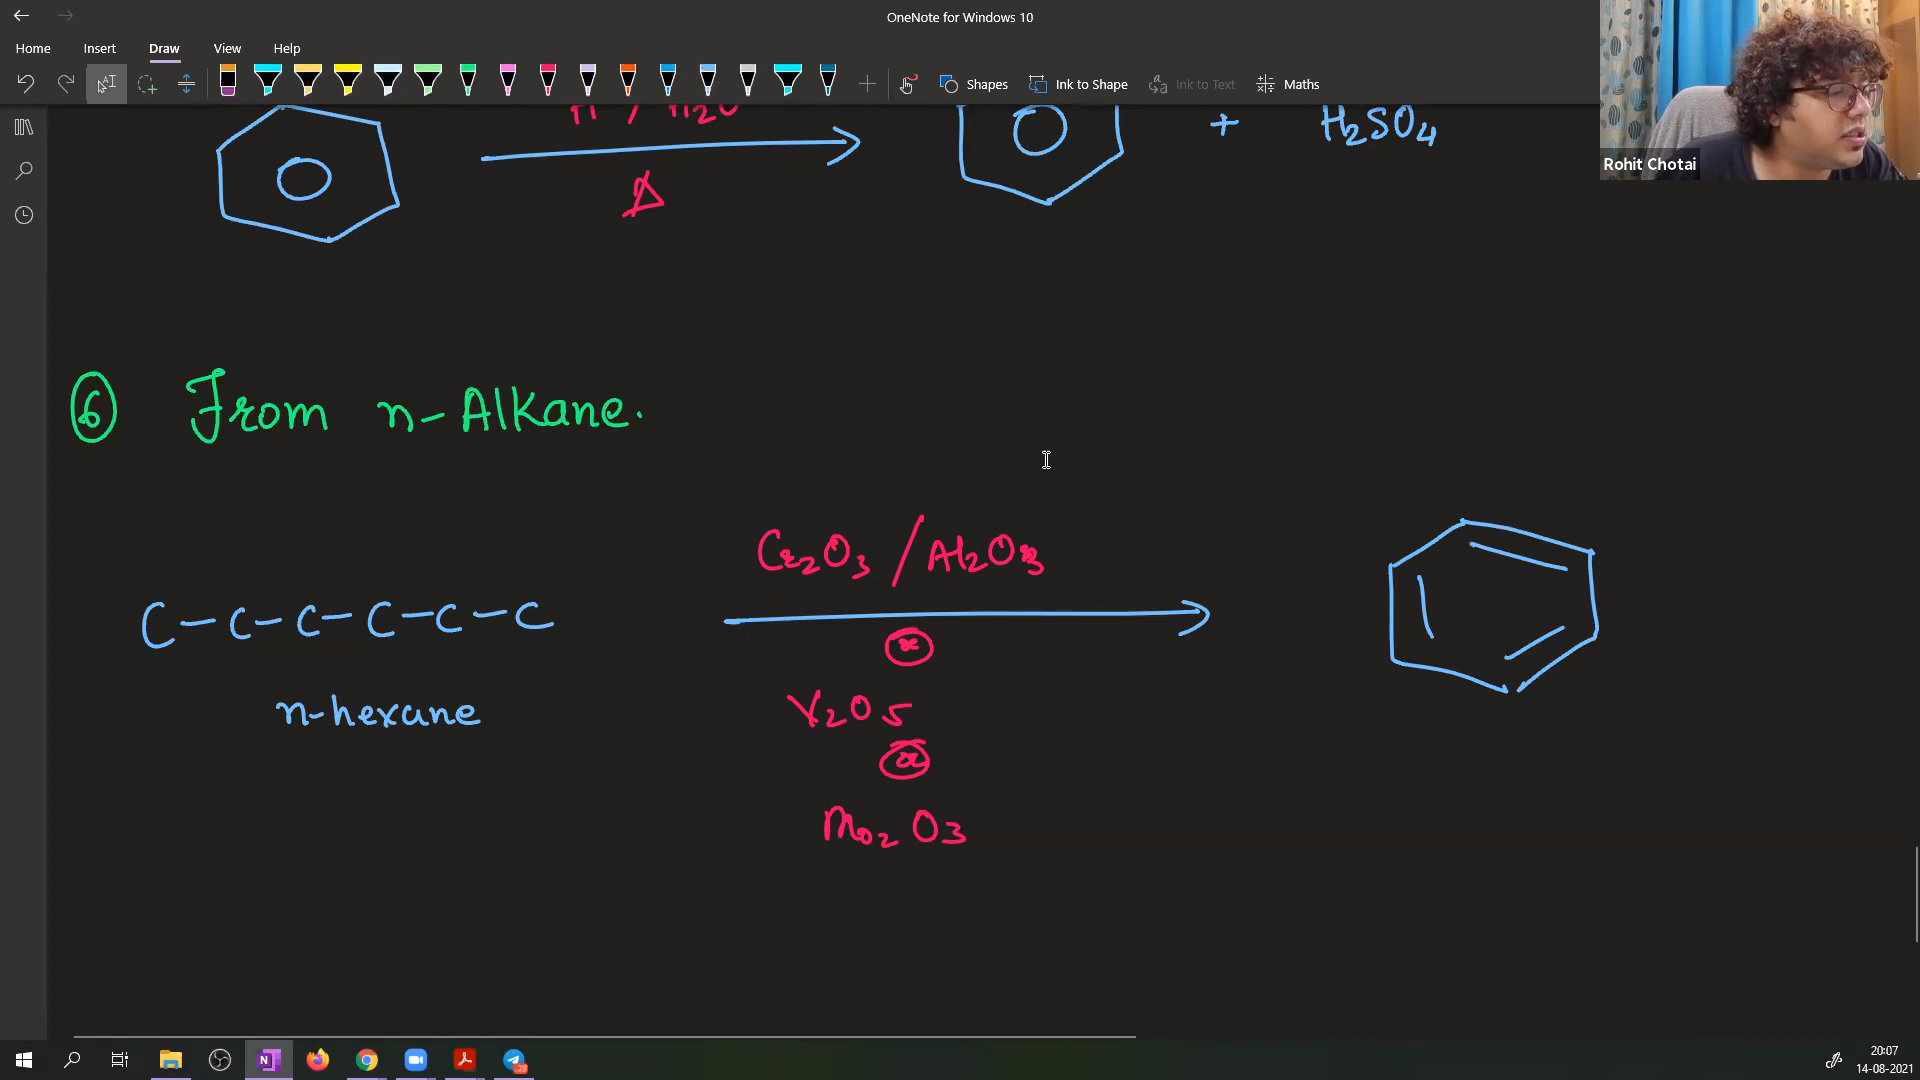 OneNote for Windows 10
Home Insert Draw View Help
Shapes Ink to Shape Ink to Text Maths
Rohit Chotai
H2O
+ H2SO4
Δ
6 From n-Alkane.
Cr2O3 / Al2O3
C-C-C-C-C-C
n-hexane
V2O5
Mo2O3
20:07
14-08-2021